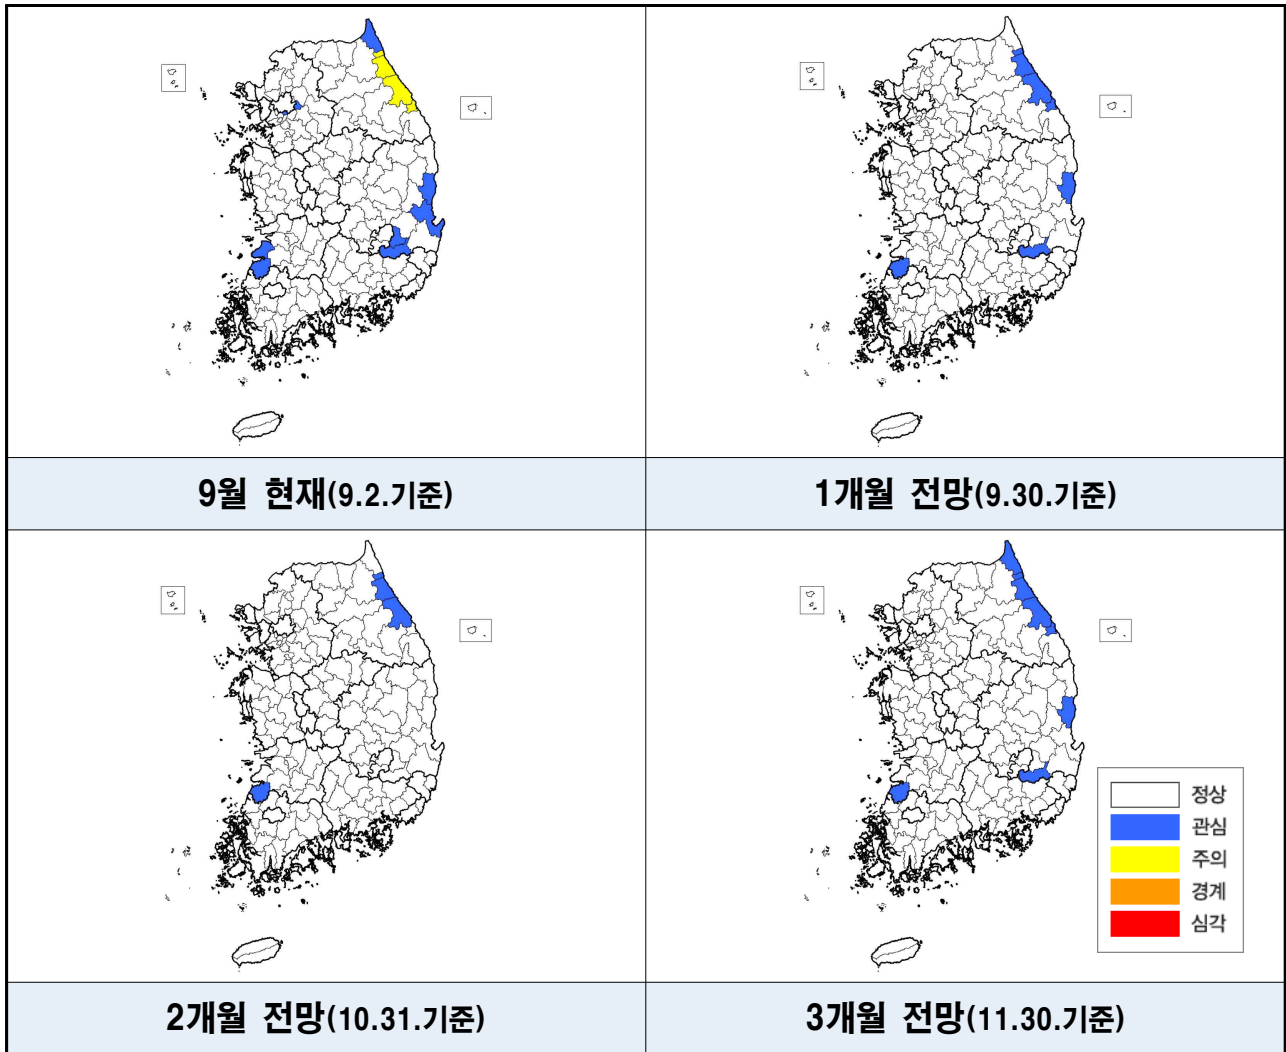 9월 현재(9.2.기준)
1개월 전망(9.30.기준)
정상
관심
주의
경계
심각
2개월 전망(10.31.기준)
3개월 전망(11.30.기준)